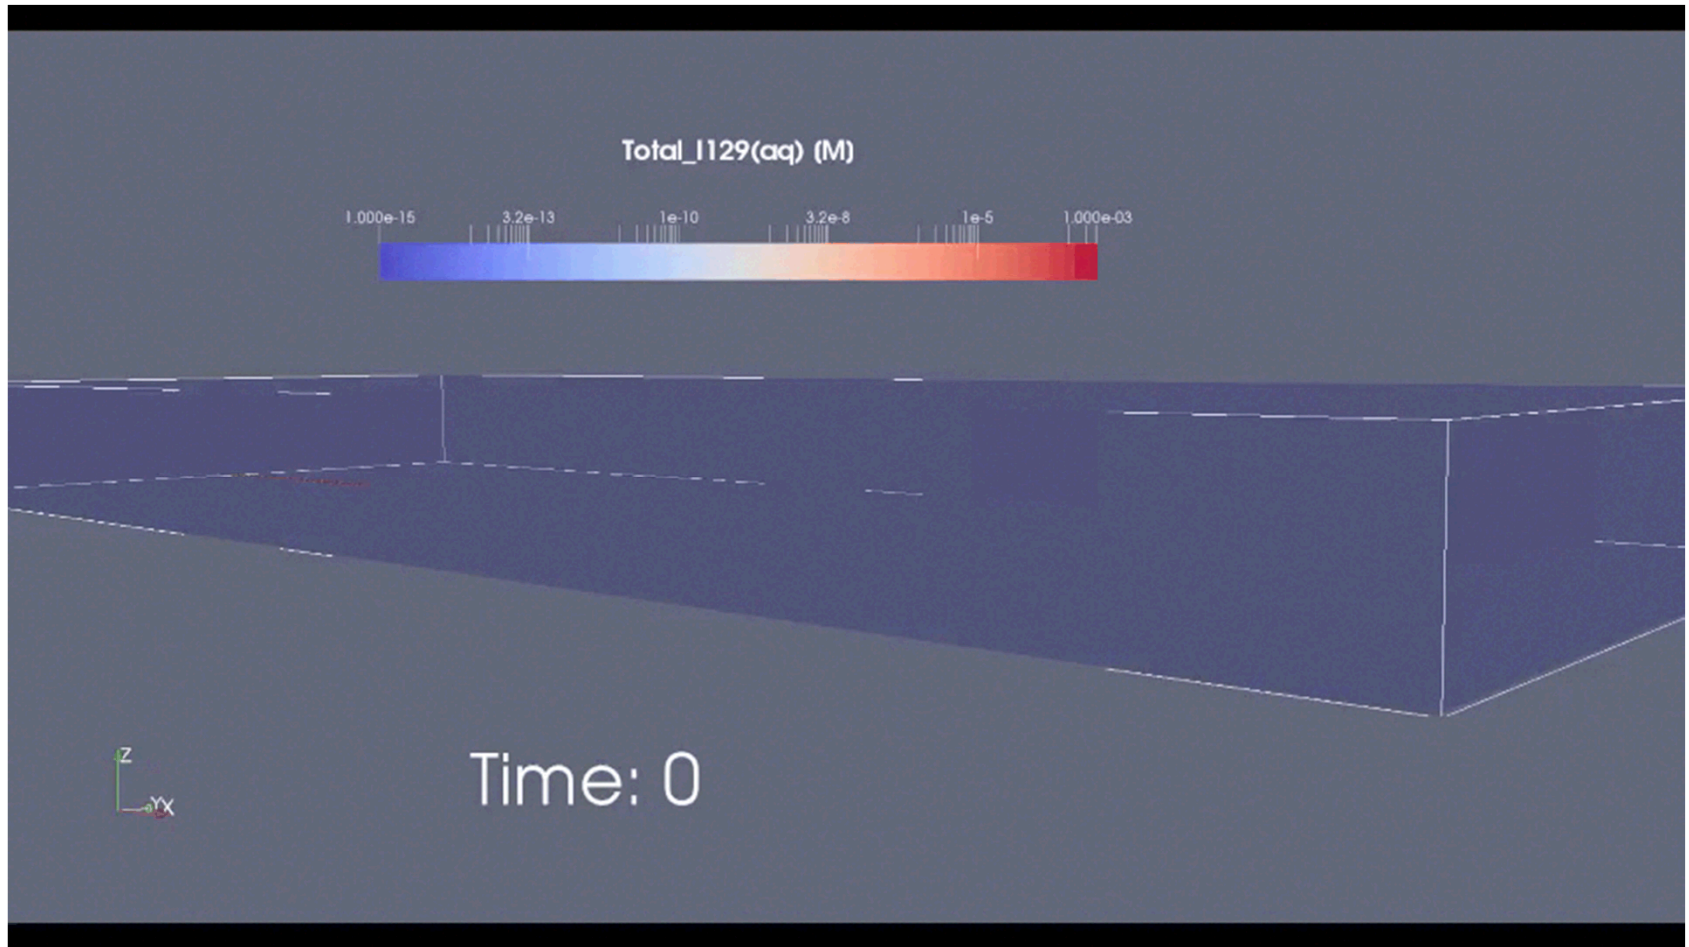 Total_I129(aq) (M)
1.000e-15 3.2e-13 1e-10 3.2e-8 1e-5 1.000e-03
Time: 0
Z
Y X